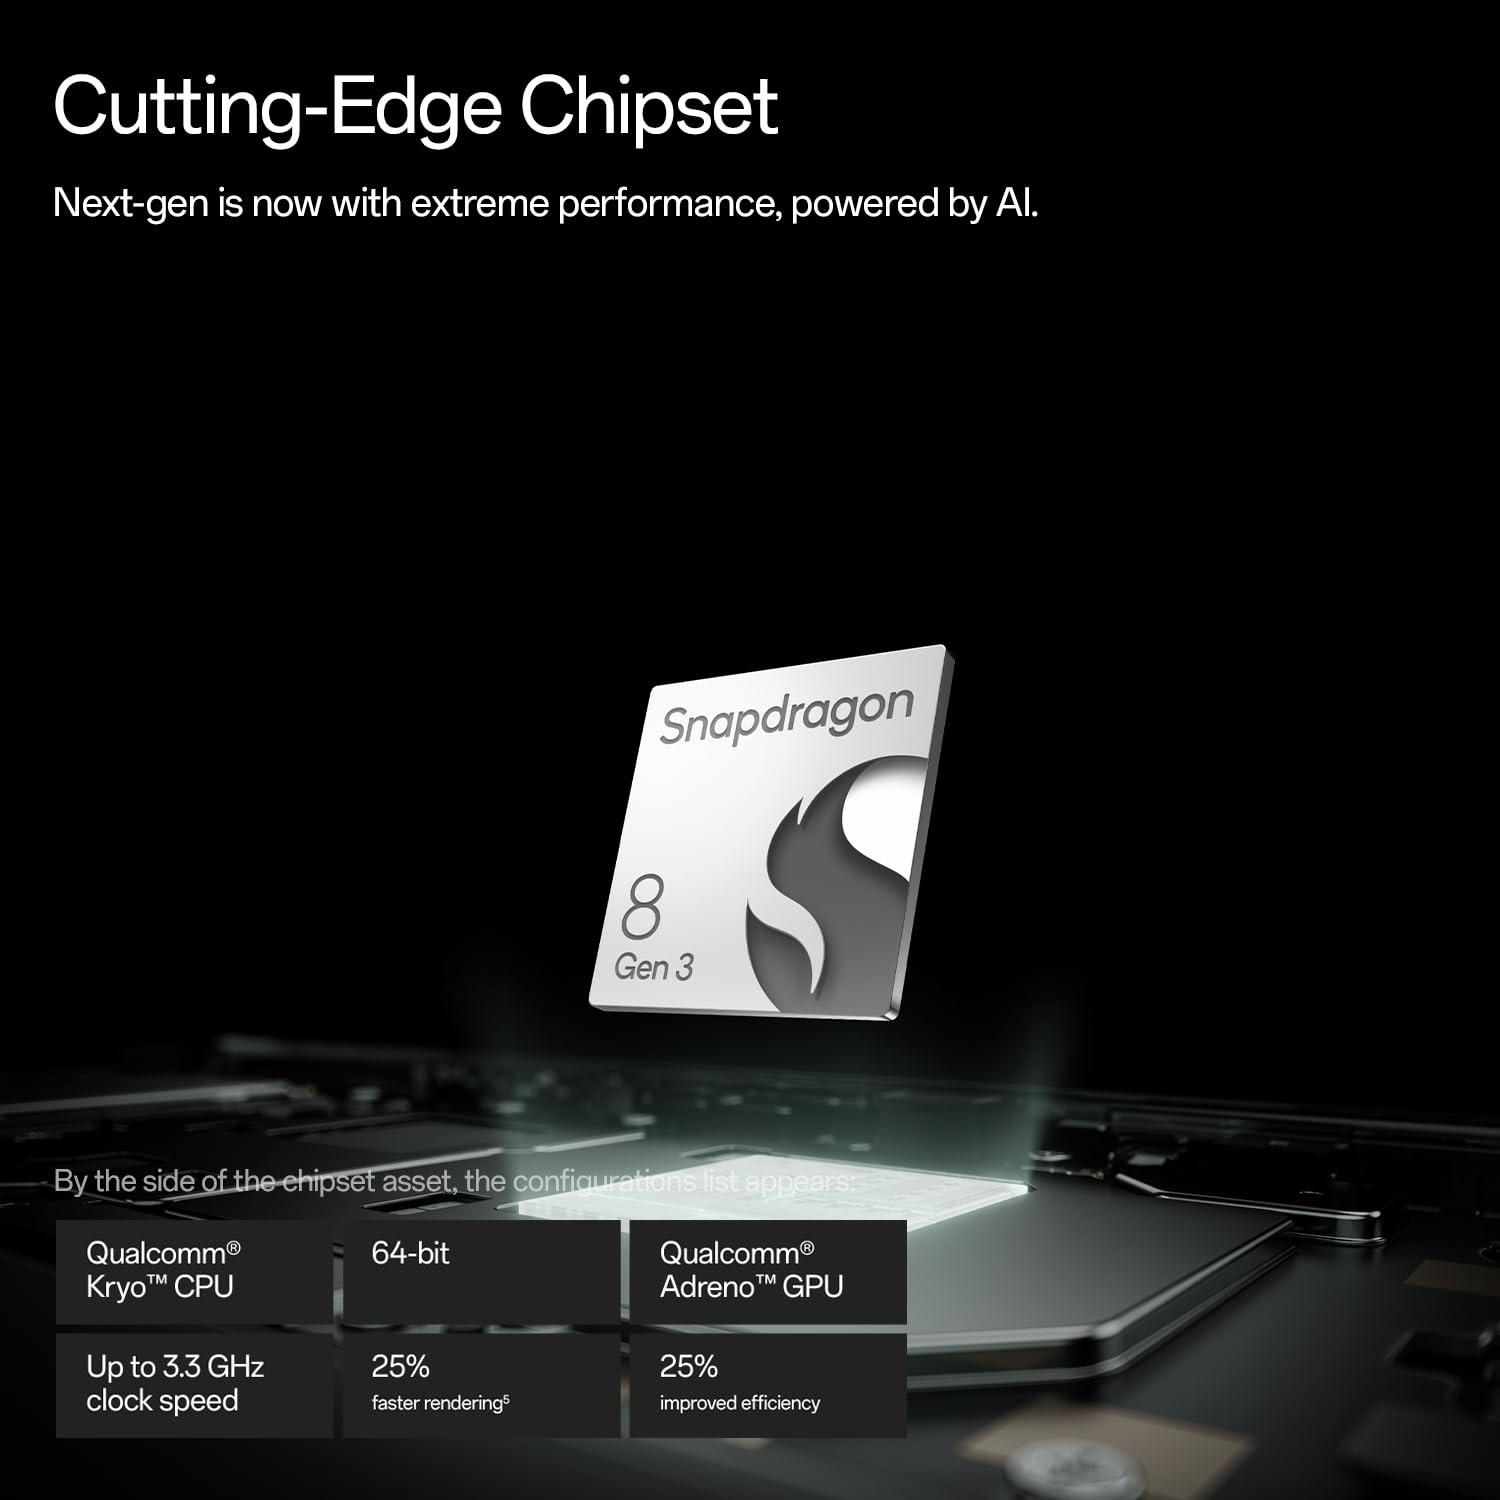 Cutting-Edge Chipset
Next-gen is now with extreme performance, powered by AI.
Snapdragon
8
Gen 3
By the side of the chipset asset, the configurations list appears:
Qualcomm®
Kryo™ CPU
64-bit
Qualcomm®
Adreno™ GPU
Up to 3.3 GHz
clock speed
25%
faster rendering⁵
25%
improved efficiency